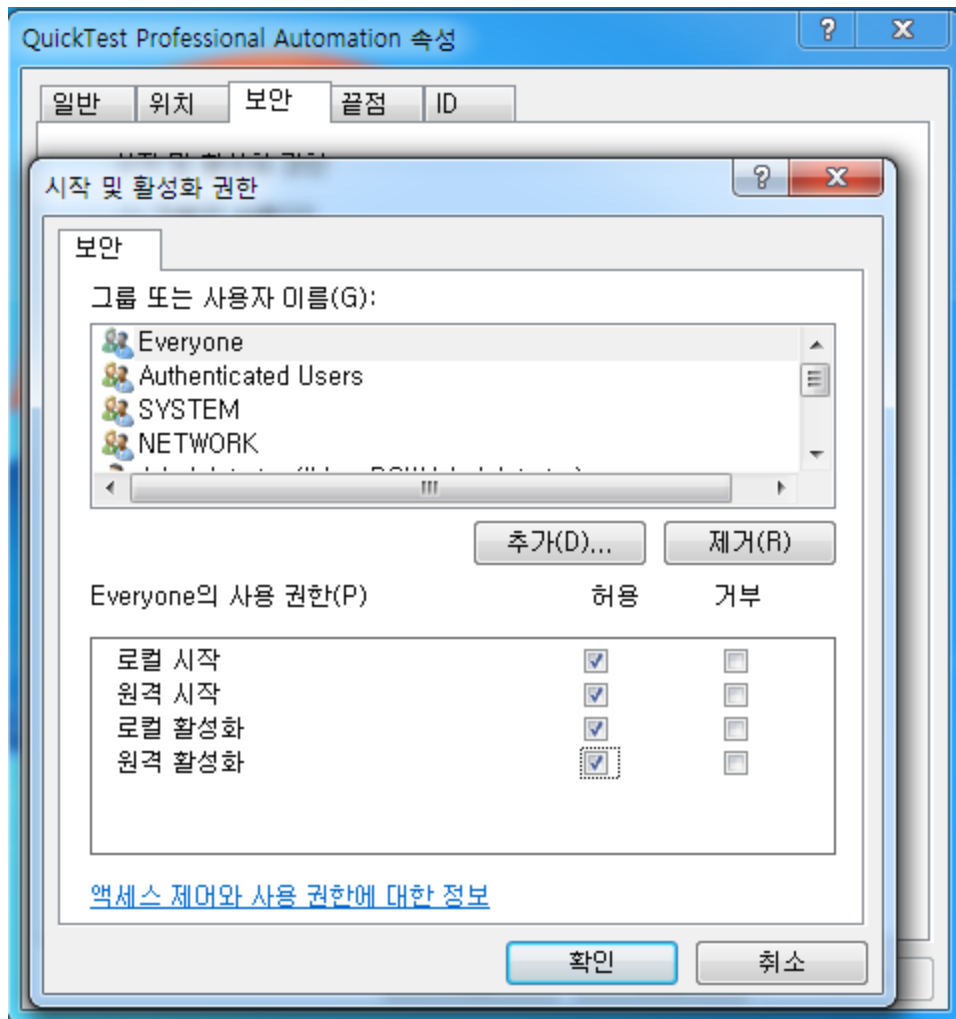 QuickTest Professional Automation 속성
일반 위치 보안 끝점 ID
시작 및 활성화 권한
보안
그룹 또는 사용자 이름(G):
Everyone
Authenticated Users
SYSTEM
NETWORK
추가(D)... 제거(R)
Everyone의 사용 권한(P) 허용 거부
로컬 시작
원격 시작
로컬 활성화
원격 활성화
액세스 제어와 사용 권한에 대한 정보
확인 취소